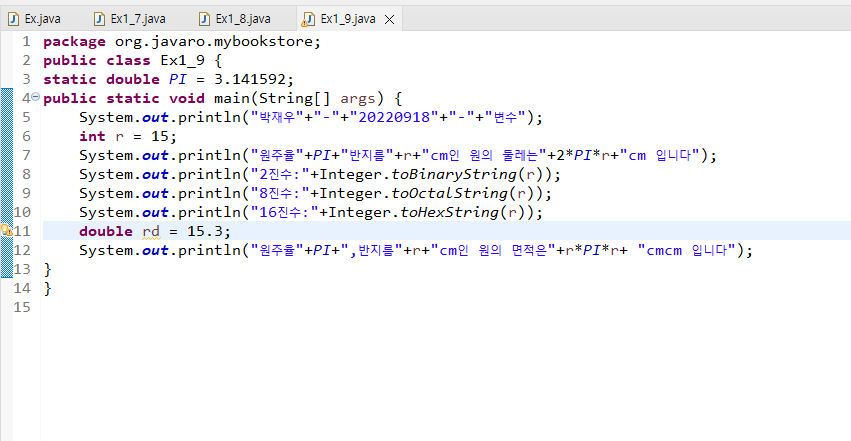 Ex.java Ex1_7.java Ex1_8.java Ex1_9.java
1 package org.javaro.mybookstore;
2 public class Ex1_9 {
3 static double PI = 3.141592;
4 public static void main(String[] args) {
5 System.out.println("박재우"+"-"+"20220918"+"-"+"변수");
6 int r = 15;
7 System.out.println("원주율"+PI+"반지름"+r+"cm인 원의 둘레는"+2*PI*r+"cm 입니다");
8 System.out.println("2진수:"+Integer.toBinaryString(r));
9 System.out.println("8진수:"+Integer.toOctalString(r));
10 System.out.println("16진수:"+Integer.toHexString(r));
11 double rd = 15.3;
12 System.out.println("원주율"+PI+",반지름"+r+"cm인 원의 면적은"+r*PI*r+ "cmcm 입니다");
13 }
14 }
15